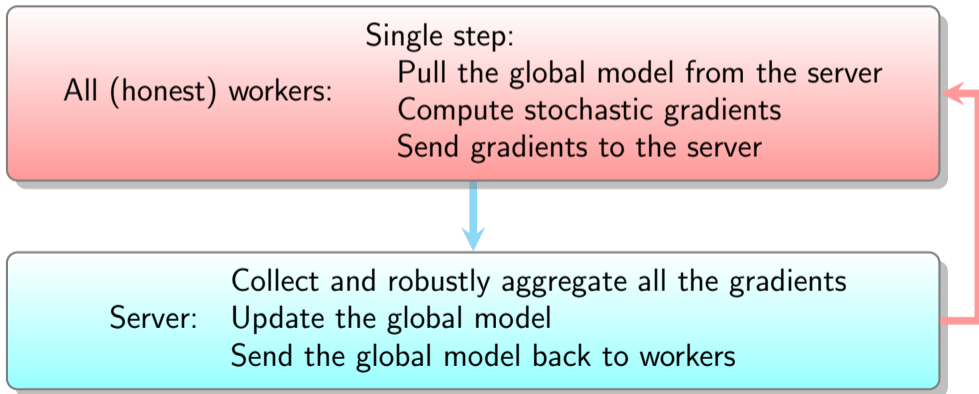 Single step:
All (honest) workers:
Pull the global model from the server
Compute stochastic gradients
Send gradients to the server
Server:
Collect and robustly aggregate all the gradients
Update the global model
Send the global model back to workers